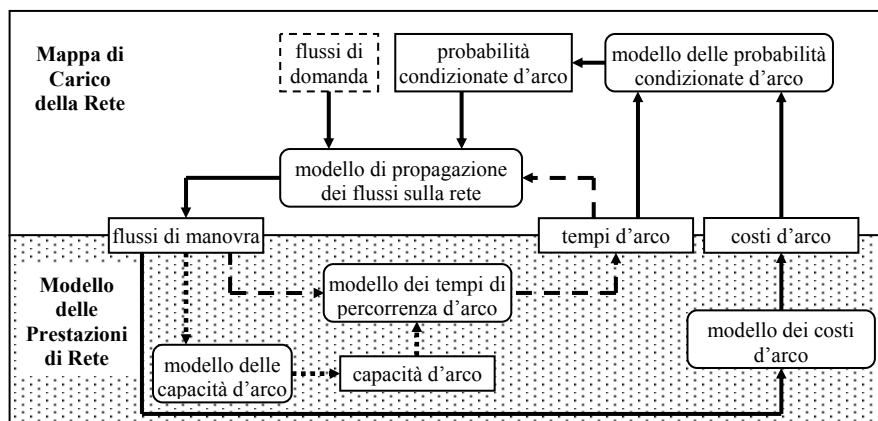 Mappa di
Carico
della Rete
flussi di
domanda
probabilità
condizionate d’arco
modello delle probabilità
condizionate d’arco
modello di propagazione
dei flussi sulla rete
flussi di manovra
tempi d’arco
costi d’arco
Modello
delle
Prestazioni
di Rete
modello dei tempi di
percorrenza d’arco
modello dei costi
d’arco
modello delle
capacità d’arco
capacità d’arco